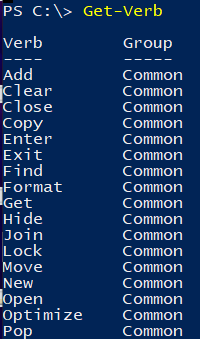 PS C:\> Get-Verb
Verb Group
---- -----
Add Common
Clear Common
Close Common
Copy Common
Enter Common
Exit Common
Find Common
Format Common
Get Common
Hide Common
Join Common
Lock Common
Move Common
New Common
Open Common
Optimize Common
Pop Common